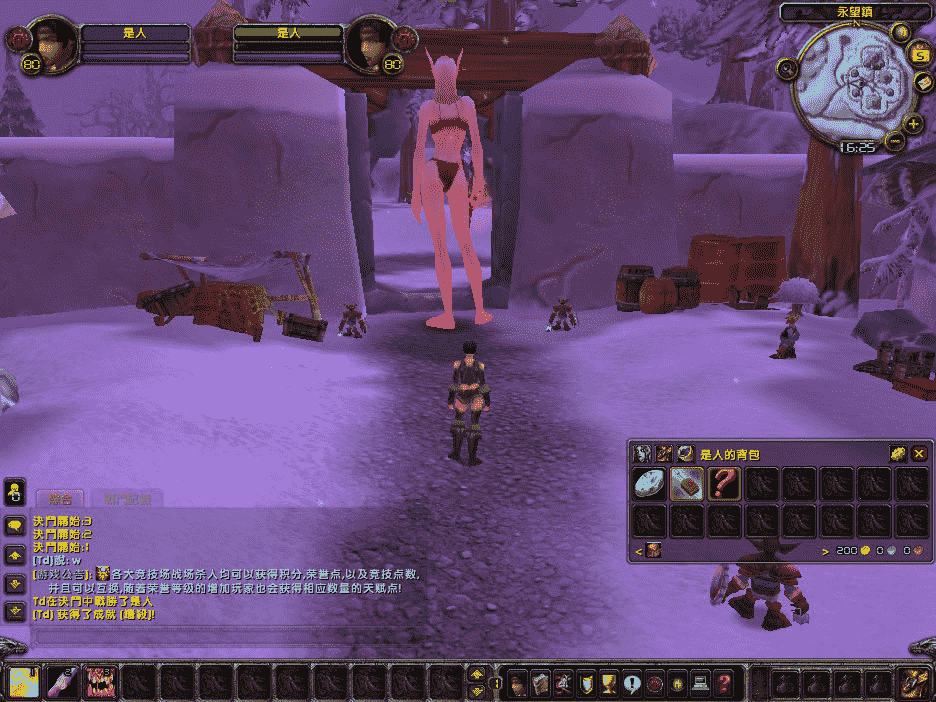 是人
80
是人
80
永望鎮
N
S
16:25
是人的背包
200 0 0
綜合
決鬥開始:3
決鬥開始:2
決鬥開始:1
[Td]說: w
[游戏公告]: 各大竞技场战场杀人均可以获得积分,荣誉点,以及竞技点数,
并且可以互换,随着荣誉等级的增加玩家也会获得相应数量的天赋点!
Td在決鬥中戰勝了是人
[Td] 获得了成就 [屠殺]!
1